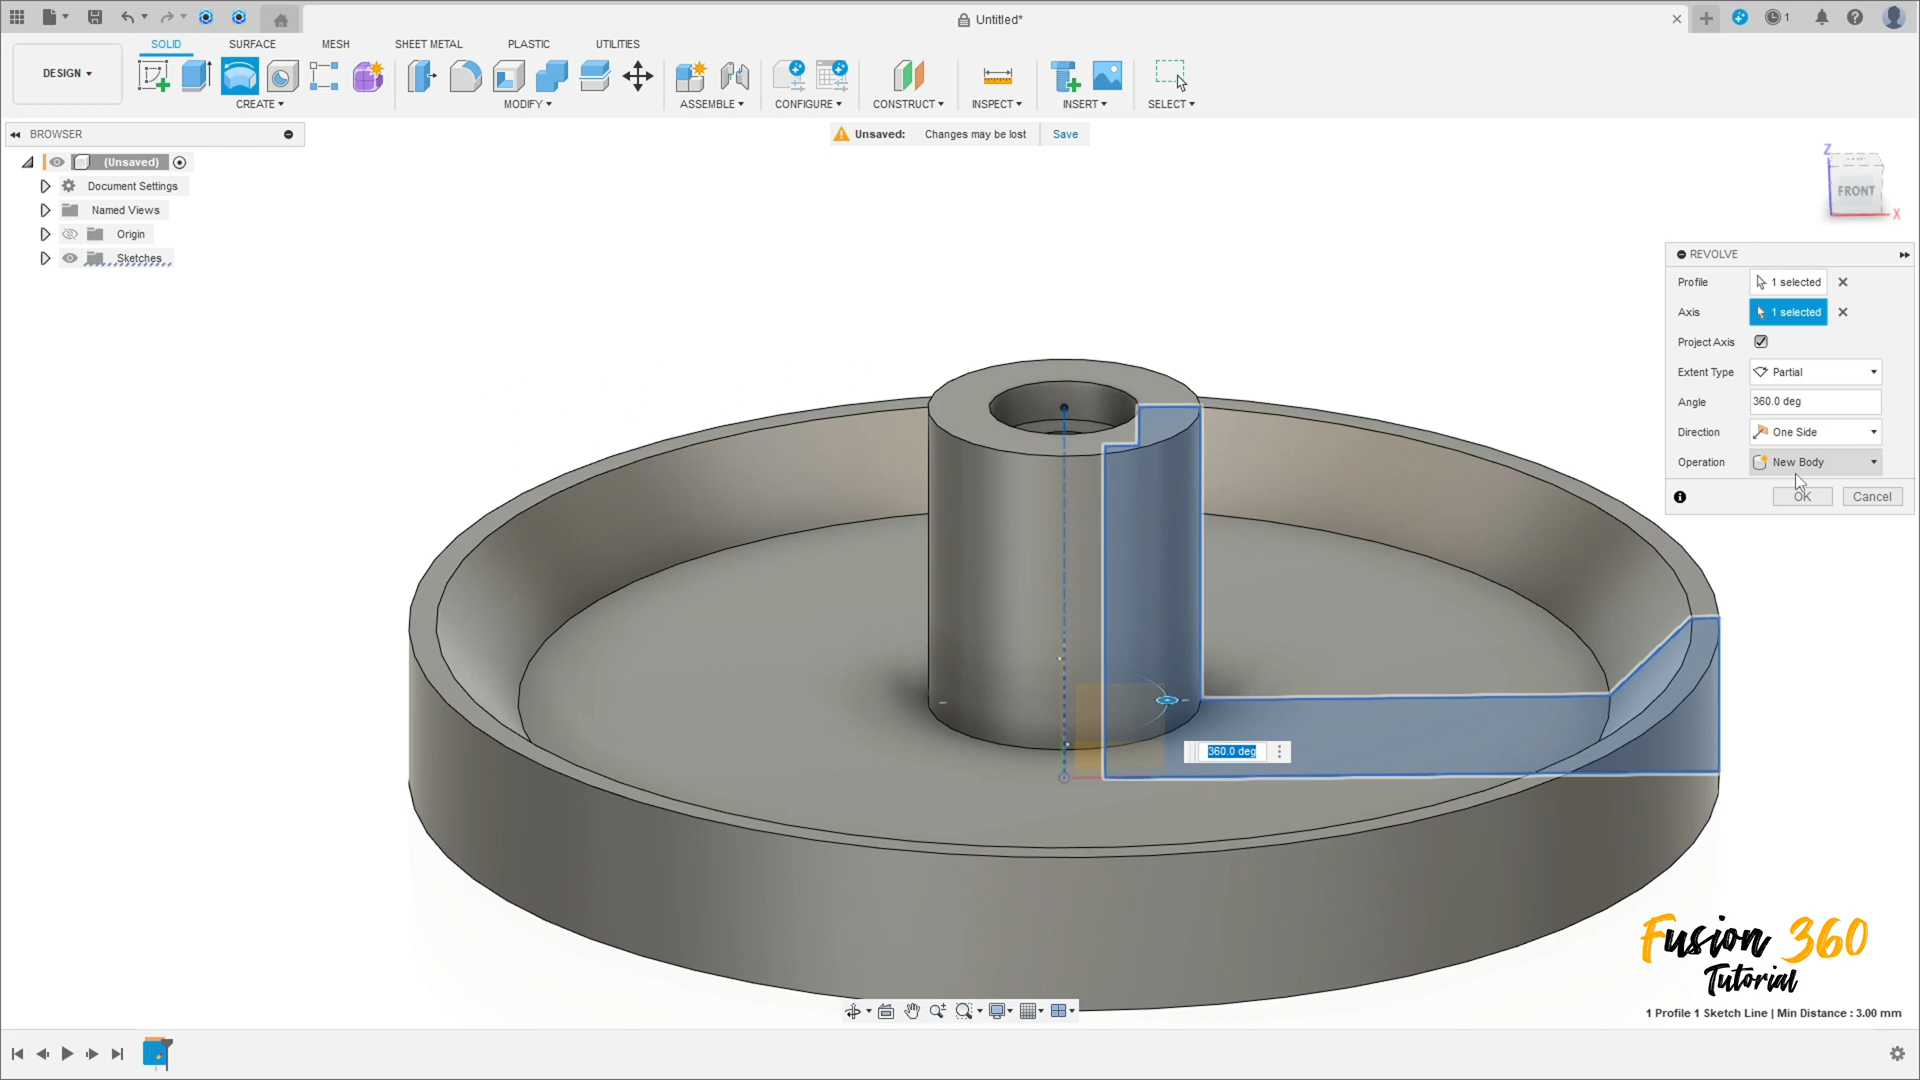 Untitled*
1
DESIGN
SOLID
SURFACE
MESH
SHEET METAL
PLASTIC
UTILITIES
CREATE
MODIFY
ASSEMBLE
CONFIGURE
CONSTRUCT
INSPECT
INSERT
SELECT
BROWSER
Unsaved: Changes may be lost Save
(Unsaved)
Document Settings
Named Views
Origin
Sketches
Z
FRONT
X
REVOLVE
Profile 1 selected
Axis 1 selected
Project Axis
Extent Type Partial
Angle 360.0 deg
Direction One Side
Operation New Body
OK Cancel
360.0 deg
Fusion 360
Tutorial
1 Profile 1 Sketch Line | Min Distance : 3.00 mm